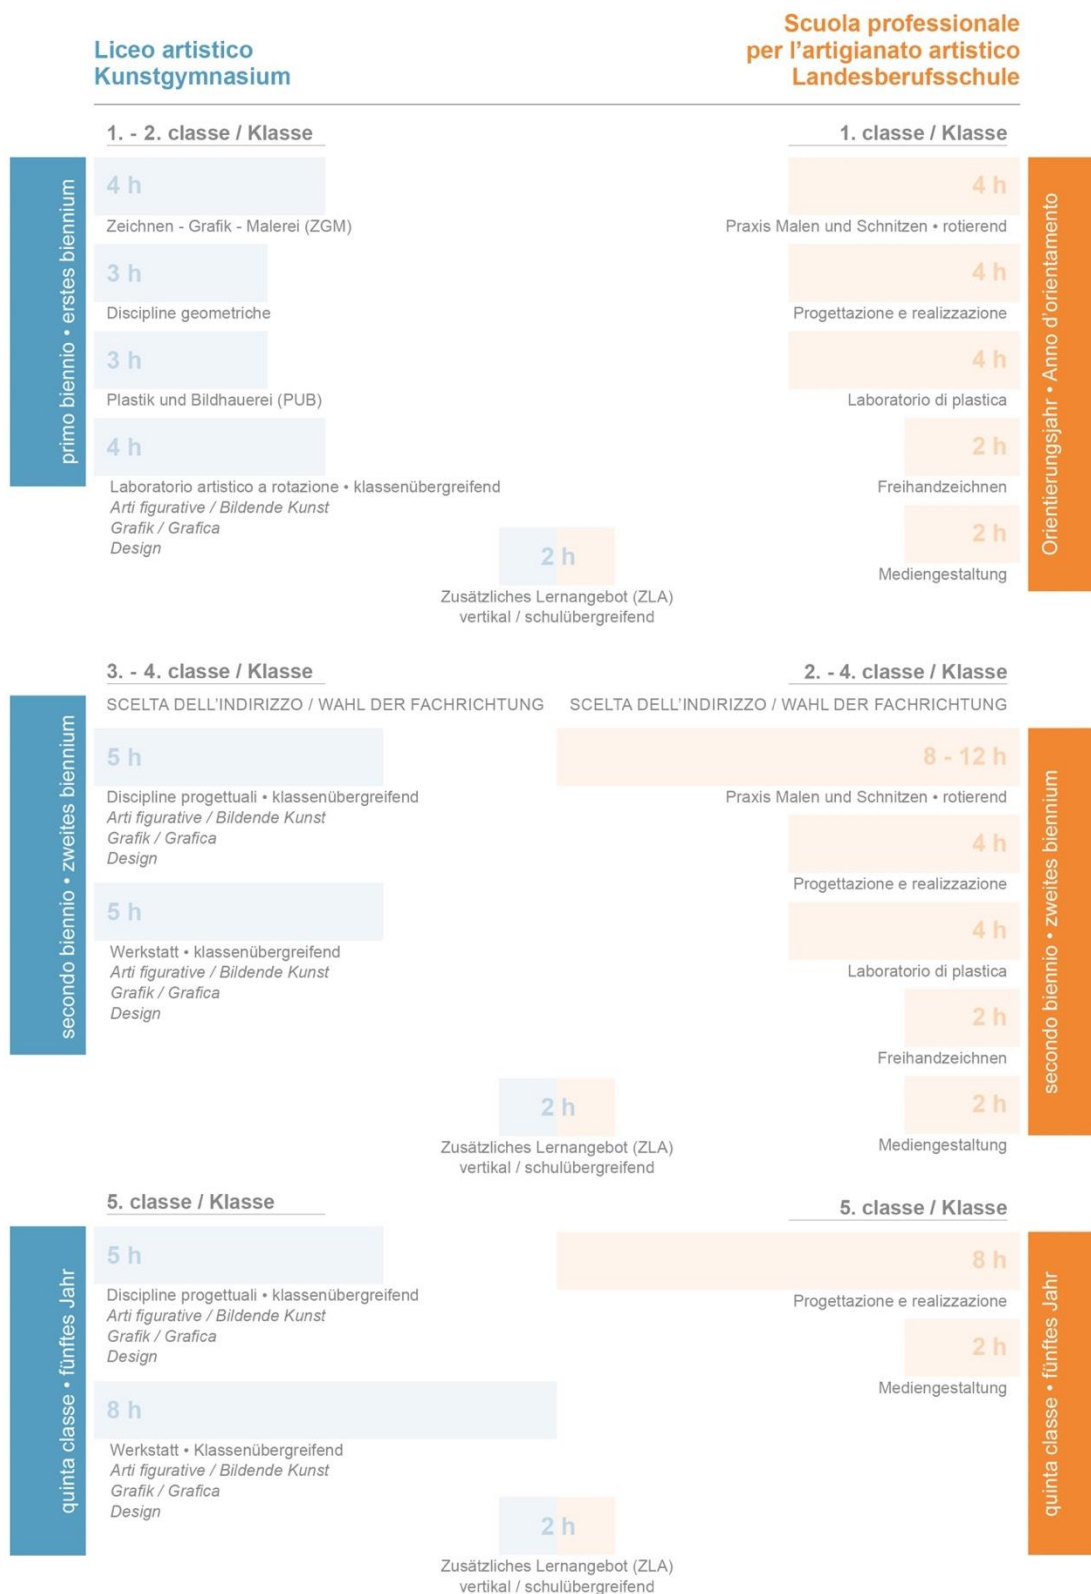 Liceo artistico
Kunstgymnasium
Scuola professionale
per l'artigianato artistico
Landesberufsschule
primo biennio • erstes biennium
1. - 2. classe / Klasse
4 h
Zeichnen - Grafik - Malerei (ZGM)
3 h
Discipline geometriche
3 h
Plastik und Bildhauerei (PUB)
4 h
Laboratorio artistico a rotazione • klassenübergreifend
Arti figurative / Bildende Kunst
Grafik / Grafica
Design
1. classe / Klasse
4 h
Praxis Malen und Schnitzen • rotierend
4 h
Progettazione e realizzazione
4 h
Laboratorio di plastica
2 h
Freihandzeichnen
2 h
Mediengestaltung
Orientierungsjahr • Anno d'orientamento
2 h
Zusätzliches Lernangebot (ZLA)
vertikal / schulübergreifend
secondo biennio • zweites biennium
3. - 4. classe / Klasse
SCELTA DELL'INDIRIZZO / WAHL DER FACHRICHTUNG
5 h
Discipline progettuali • klassenübergreifend
Arti figurative / Bildende Kunst
Grafik / Grafica
Design
5 h
Werkstatt • klassenübergreifend
Arti figurative / Bildende Kunst
Grafik / Grafica
Design
2. - 4. classe / Klasse
SCELTA DELL'INDIRIZZO / WAHL DER FACHRICHTUNG
8 - 12 h
Praxis Malen und Schnitzen • rotierend
4 h
Progettazione e realizzazione
4 h
Laboratorio di plastica
2 h
Freihandzeichnen
2 h
Mediengestaltung
secondo biennio • zweites biennium
2 h
Zusätzliches Lernangebot (ZLA)
vertikal / schulübergreifend
quinta classe • fünftes Jahr
5. classe / Klasse
5 h
Discipline progettuali • klassenübergreifend
Arti figurative / Bildende Kunst
Grafik / Grafica
Design
8 h
Werkstatt • Klassenübergreifend
Arti figurative / Bildende Kunst
Grafik / Grafica
Design
5. classe / Klasse
8 h
Progettazione e realizzazione
2 h
Mediengestaltung
quinta classe • fünftes Jahr
2 h
Zusätzliches Lernangebot (ZLA)
vertikal / schulübergreifend